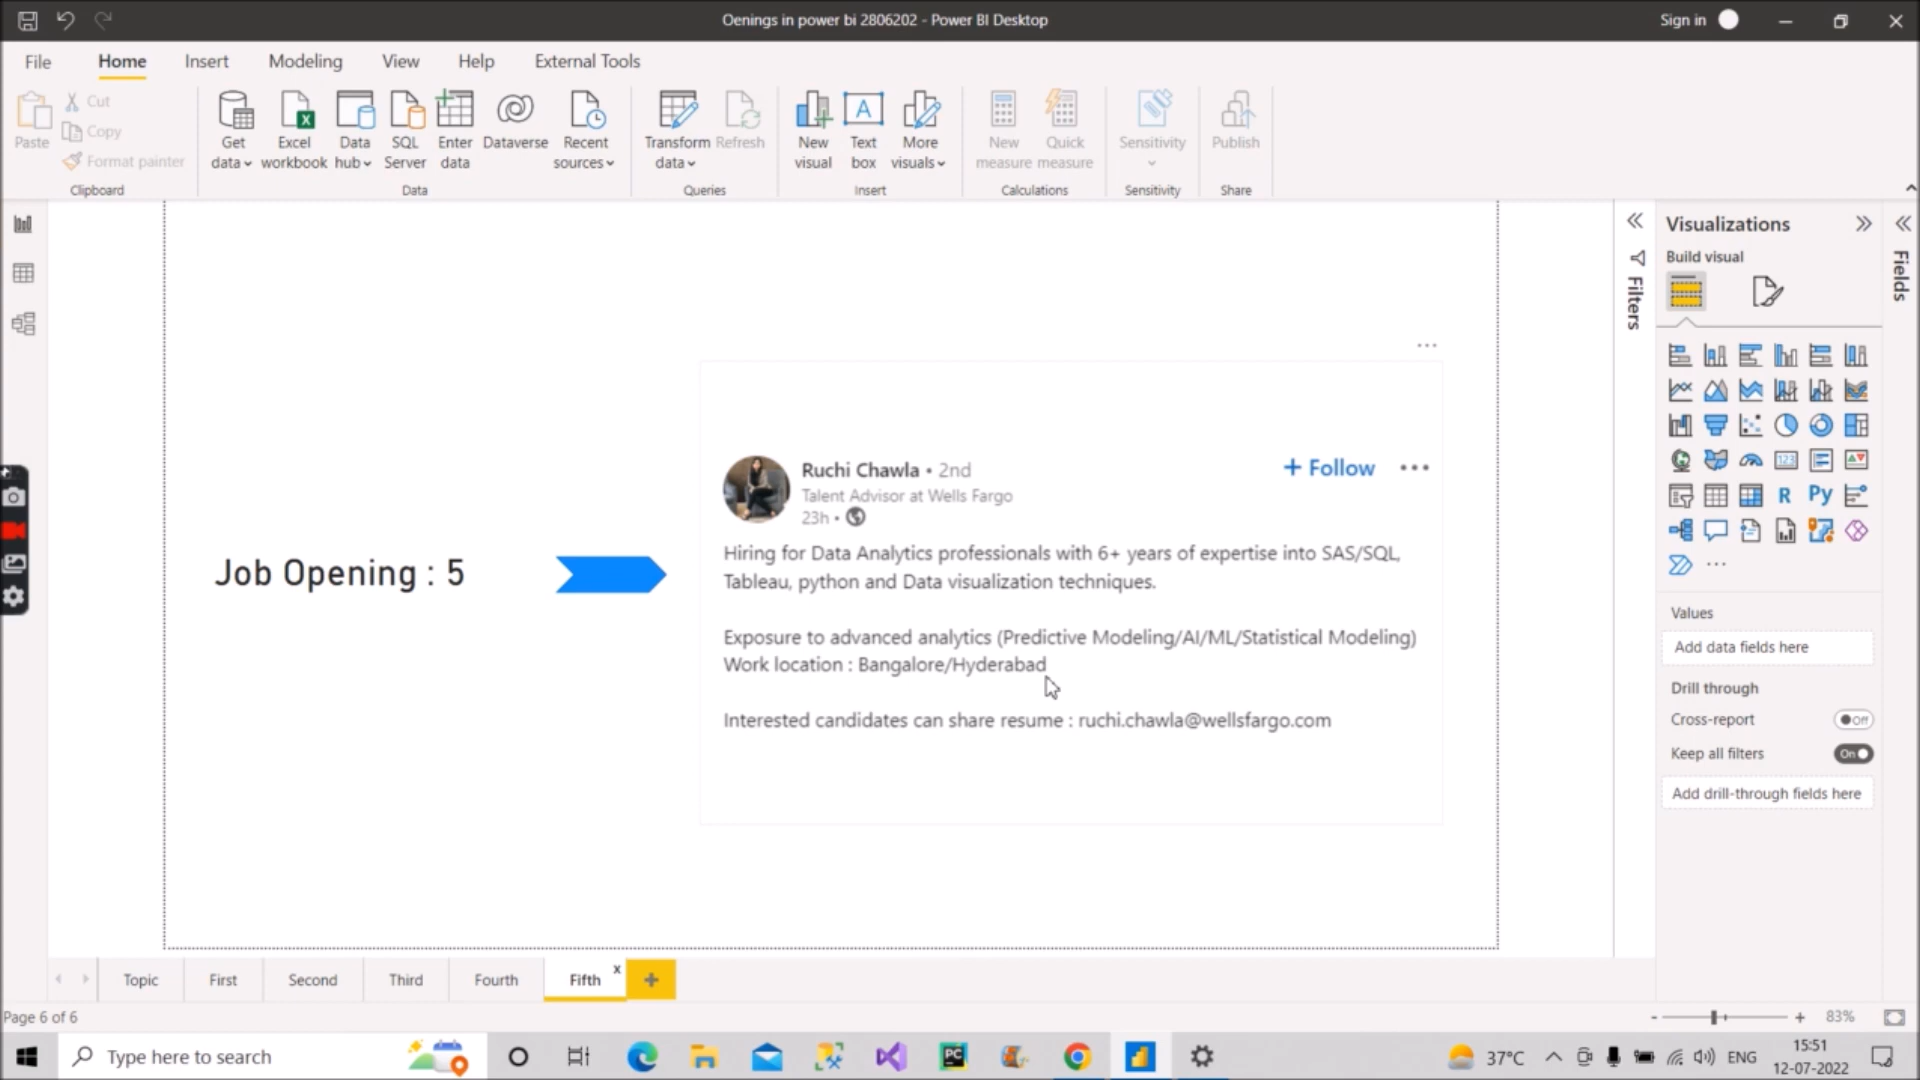 Oenings in power bi 2806202 - Power BI Desktop
Sign in
File Home Insert Modeling View Help External Tools
Paste
Cut
Copy
Format painter
Clipboard
Get data
Excel workbook
Data hub
SQL Server
Enter data
Dataverse
Recent sources
Data
Transform data
Refresh
Queries
New visual
Text box
More visuals
Insert
New measure
Quick measure
Calculations
Sensitivity
Sensitivity
Publish
Share
Job Opening : 5
Ruchi Chawla • 2nd
+ Follow
Talent Advisor at Wells Fargo
23h •
Hiring for Data Analytics professionals with 6+ years of expertise into SAS/SQL,
Tableau, python and Data visualization techniques.
Exposure to advanced analytics (Predictive Modeling/AI/ML/Statistical Modeling)
Work location : Bangalore/Hyderabad
Interested candidates can share resume : ruchi.chawla@wellsfargo.com
Filters
Visualizations
Build visual
R Py
123
Values
Add data fields here
Drill through
Cross-report
Off
Keep all filters
On
Add drill-through fields here
Fields
Topic First Second Third Fourth Fifth x +
Page 6 of 6
- + 83%
Type here to search
PC
37°C
ENG
15:51
12-07-2022